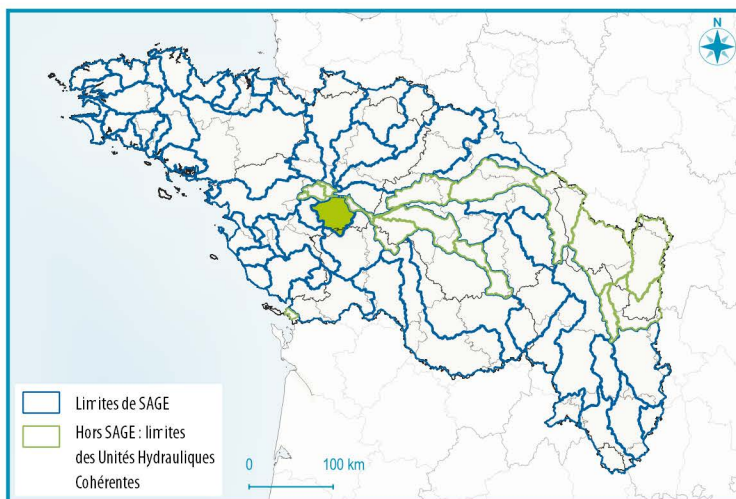 N
Limites de SAGE
Hors SAGE : limites
des Unités Hydrauliques
Cohérentes
0 100 km